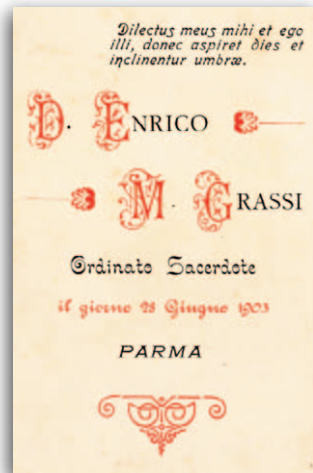 Dilectus meus mihi et ego
illi, donec aspiret dies et
inclinentur umbræ.
D. ENRICO
M. GRASSI
Ordinato Sacerdote
il giorno 28 Giugno 1903
PARMA